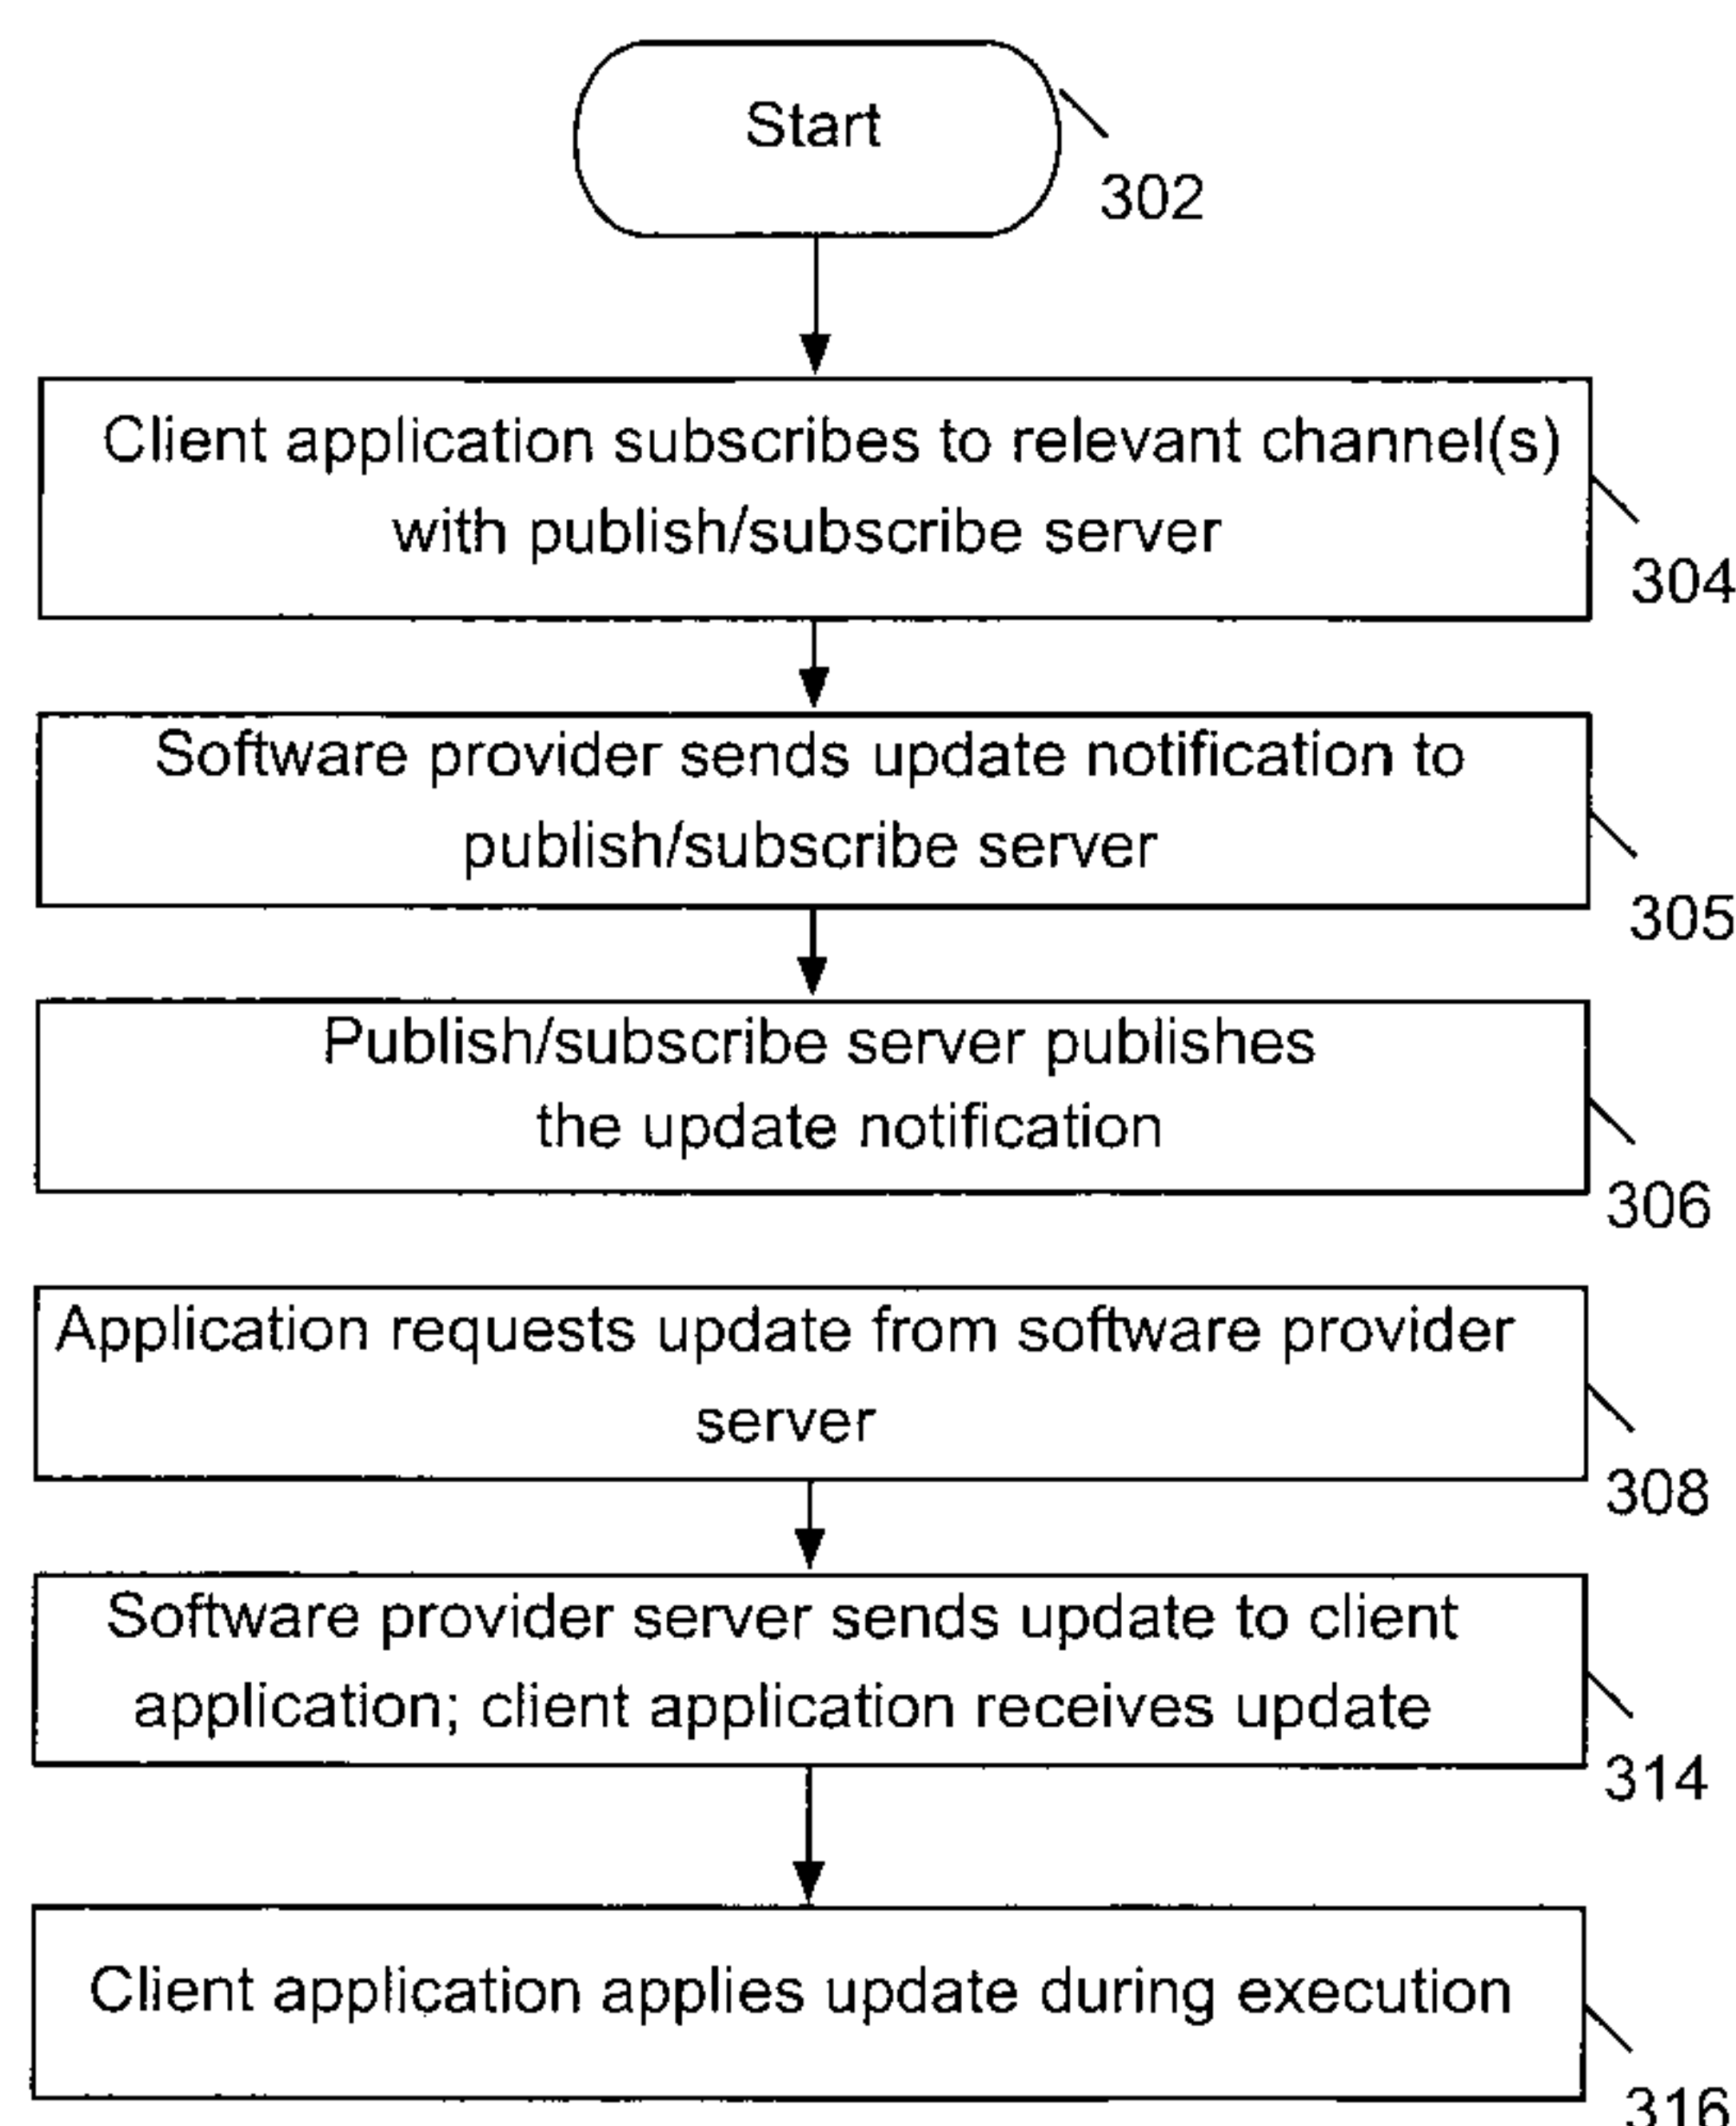 Start
302
Client application subscribes to relevant channel(s)
with publish/subscribe server
304
Software provider sends update notification to
publish/subscribe server
305
Publish/subscribe server publishes
the update notification
306
Application requests update from software provider
server
308
Software provider server sends update to client
application; client application receives update
314
Client application applies update during execution
316